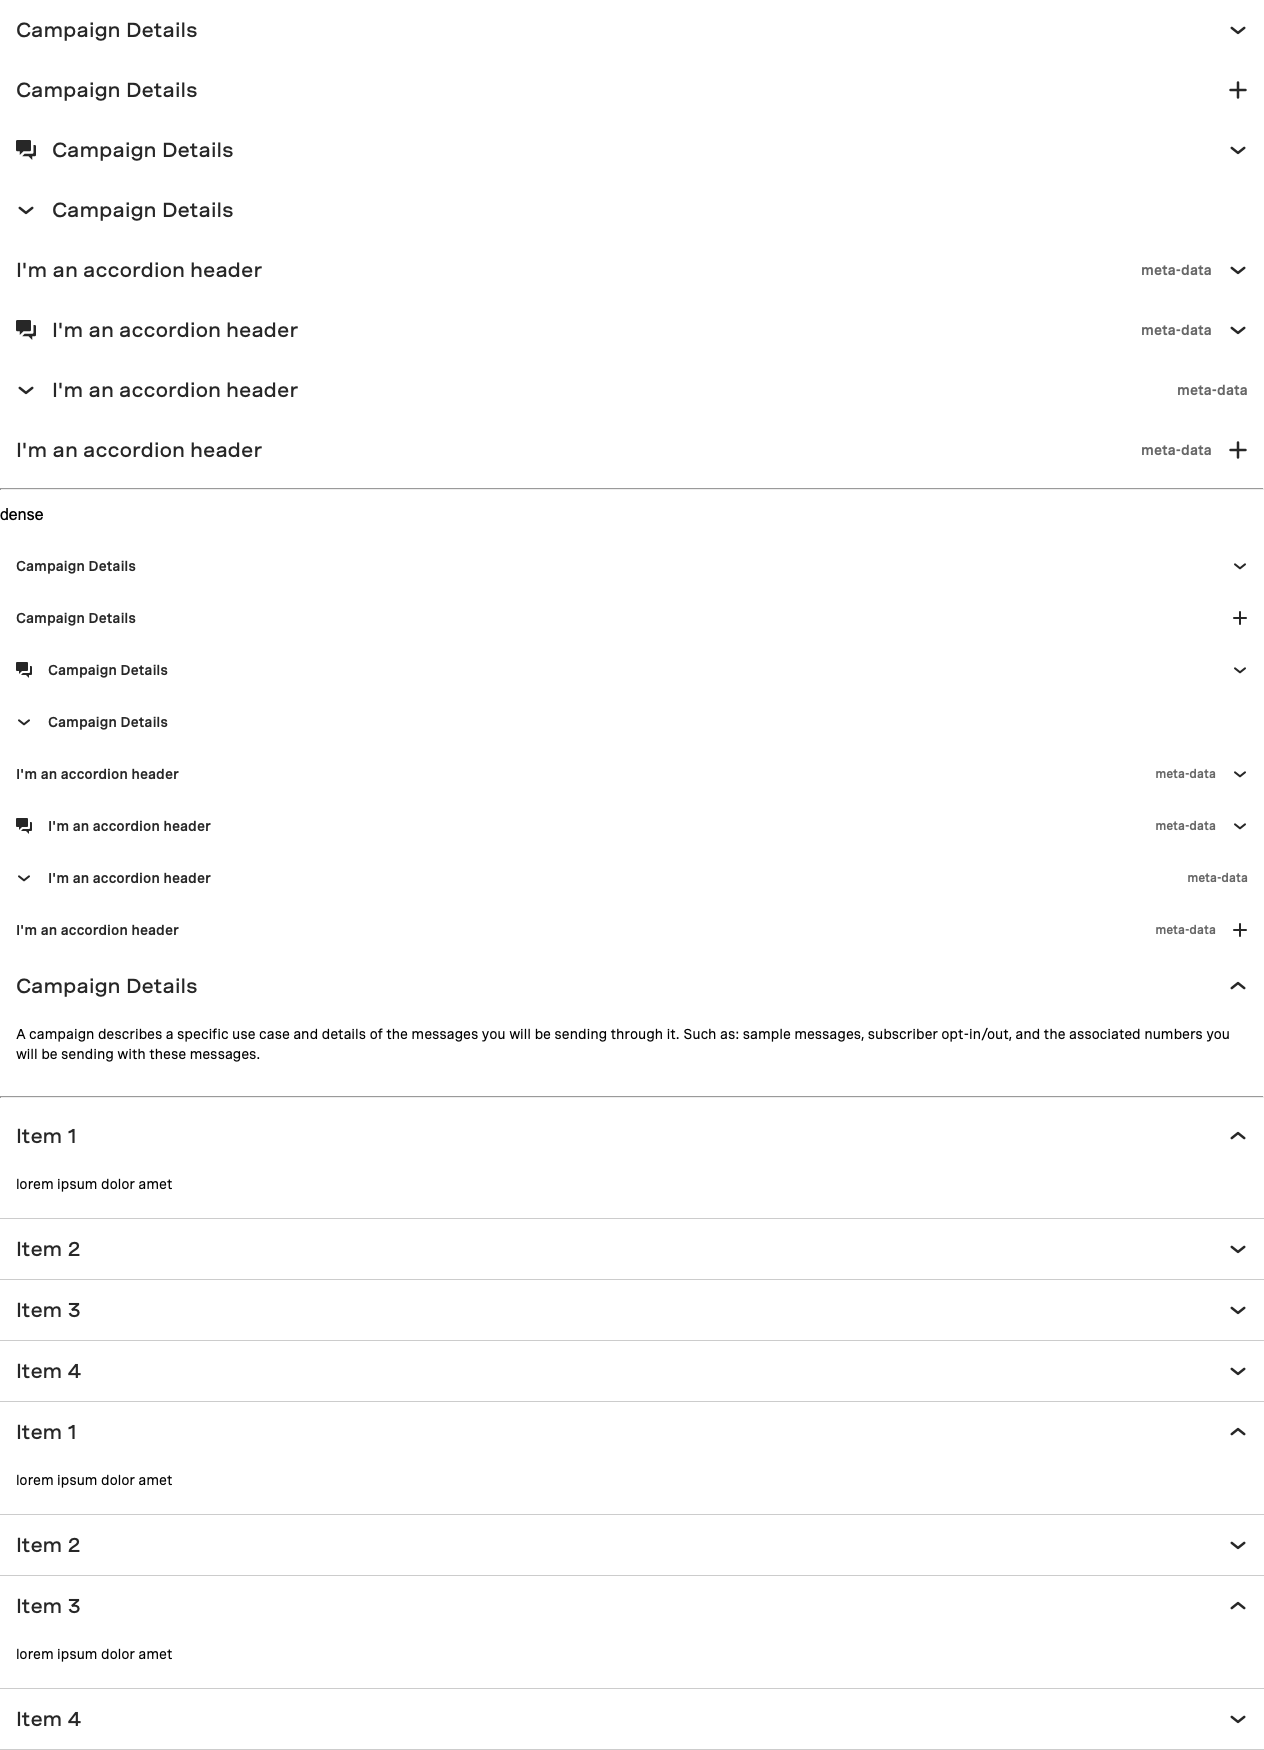 Campaign Details
Campaign Details
Campaign Details
Campaign Details
I'm an accordion header meta-data
I'm an accordion header meta-data
I'm an accordion header meta-data
I'm an accordion header meta-data
dense
Campaign Details
Campaign Details
Campaign Details
Campaign Details
I'm an accordion header meta-data
I'm an accordion header meta-data
I'm an accordion header meta-data
I'm an accordion header meta-data
Campaign Details
A campaign describes a specific use case and details of the messages you will be sending through it. Such as: sample messages, subscriber opt-in/out, and the associated numbers you
will be sending with these messages.
Item 1
lorem ipsum dolor amet
Item 2
Item 3
Item 4
Item 1
lorem ipsum dolor amet
Item 2
Item 3
lorem ipsum dolor amet
Item 4